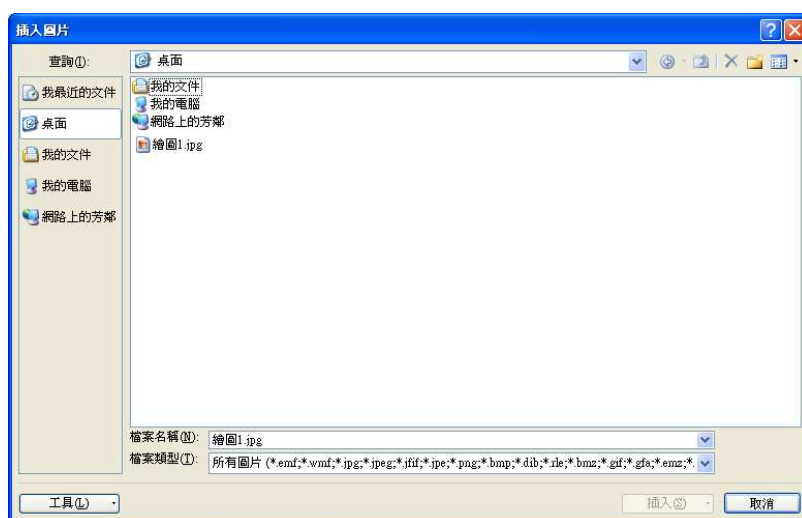 插入圖片
查詢(I):
桌面
我最近的文件
桌面
我的文件
我的電腦
網路上的芳鄰
我的文件
我的電腦
網路上的芳鄰
繪圖1.jpg
檔案名稱(N):
繪圖1.jpg
檔案類型(T):
所有圖片 (*.emf;*.wmf;*.jpg;*.jpeg;*.jfif;*.jpe;*.png;*.bmp;*.dib;*.rle;*.bmz;*.gif;*.gfa;*.emz;*.
工具(L)
插入(S)
取消